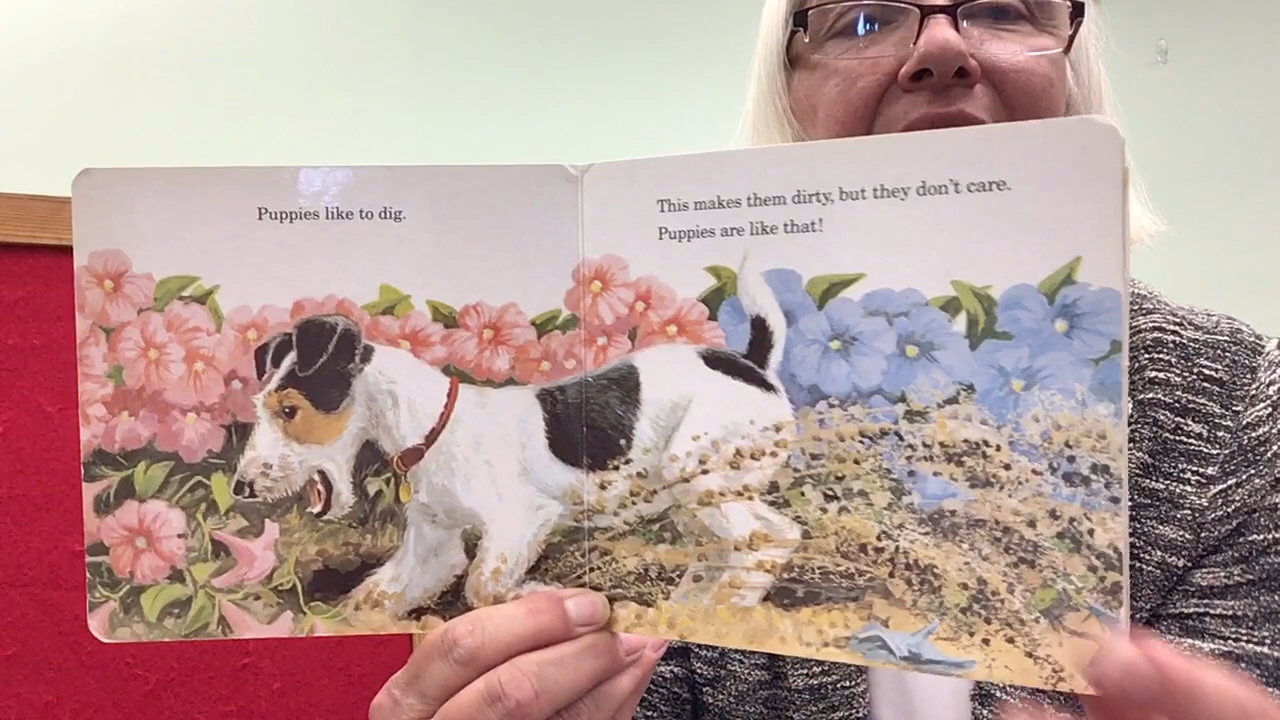 Puppies like to dig.
This makes them dirty, but they don't care.
Puppies are like that!